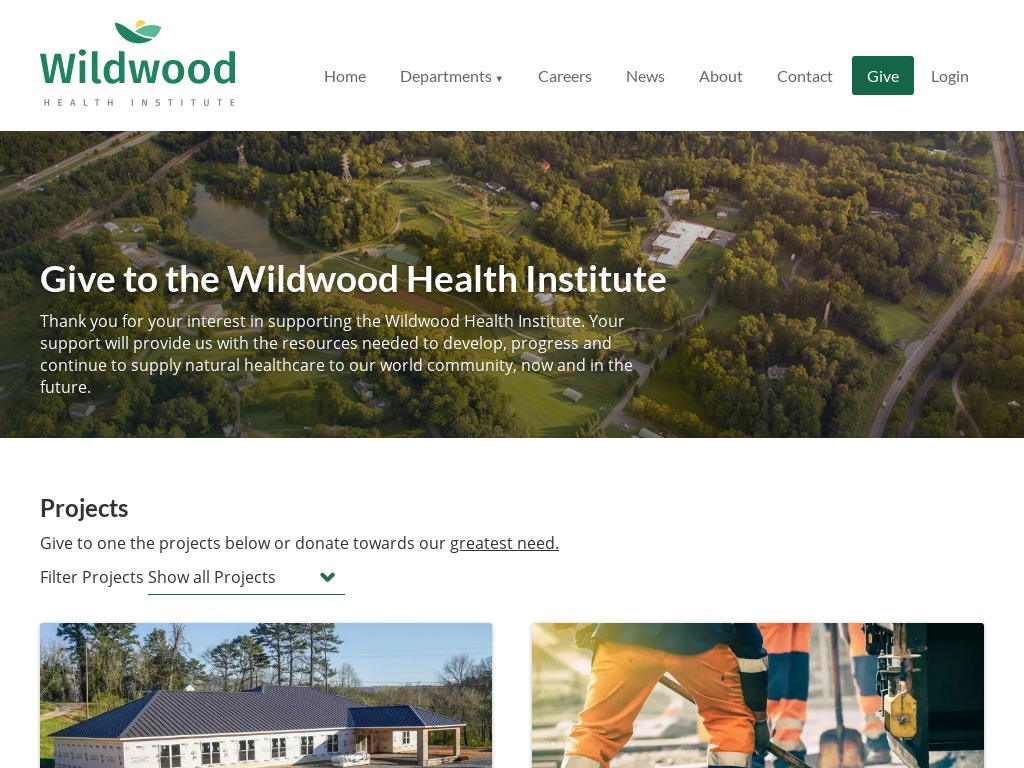 Wildwood
HEALTH INSTITUTE
Home Departments ▾ Careers News About Contact Give Login
Give to the Wildwood Health Institute
Thank you for your interest in supporting the Wildwood Health Institute. Your
support will provide us with the resources needed to develop, progress and
continue to supply natural healthcare to our world community, now and in the
future.
Projects
Give to one the projects below or donate towards our greatest need.
Filter Projects Show all Projects